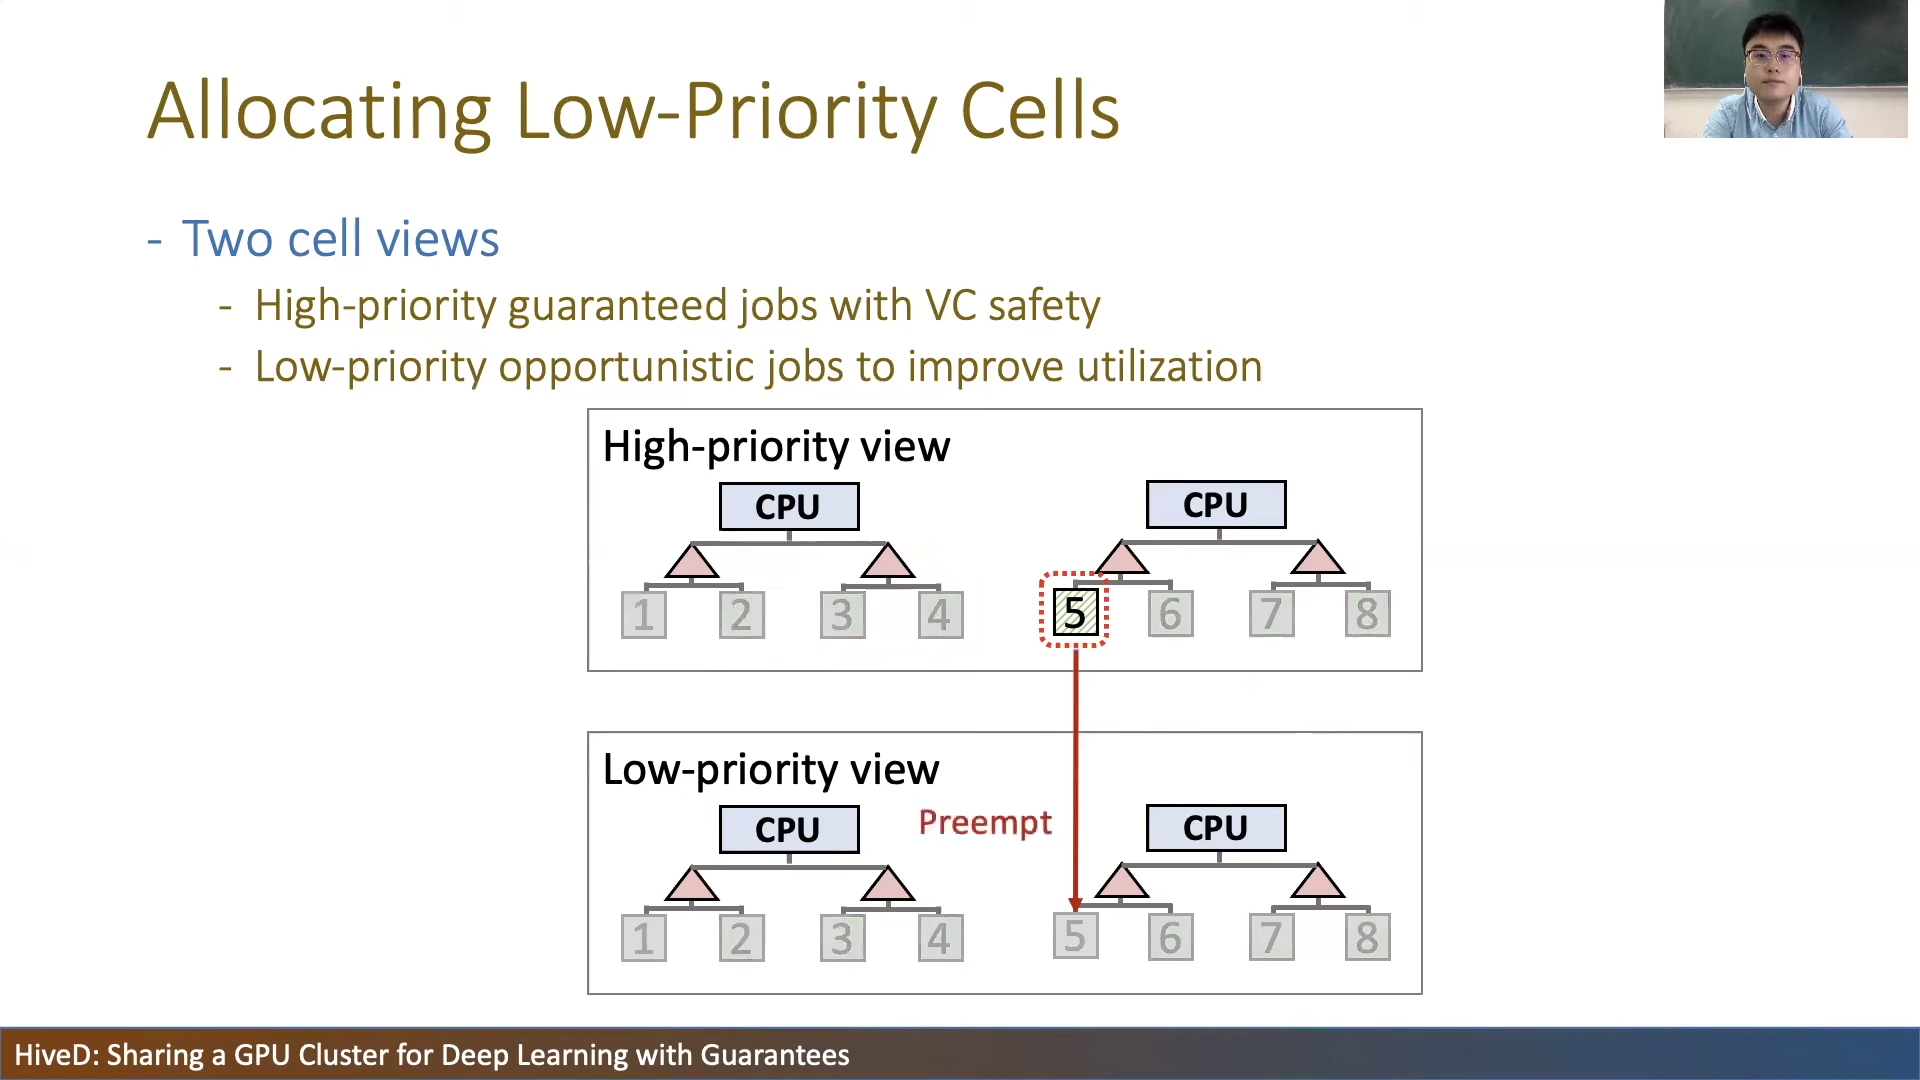 Allocating Low-Priority Cells
- Two cell views
- High-priority guaranteed jobs with VC safety
- Low-priority opportunistic jobs to improve utilization
High-priority view
CPU CPU
1 2 3 4 5 6 7 8
Low-priority view
Preempt
CPU CPU
1 2 3 4 5 6 7 8
HiveD: Sharing a GPU Cluster for Deep Learning with Guarantees